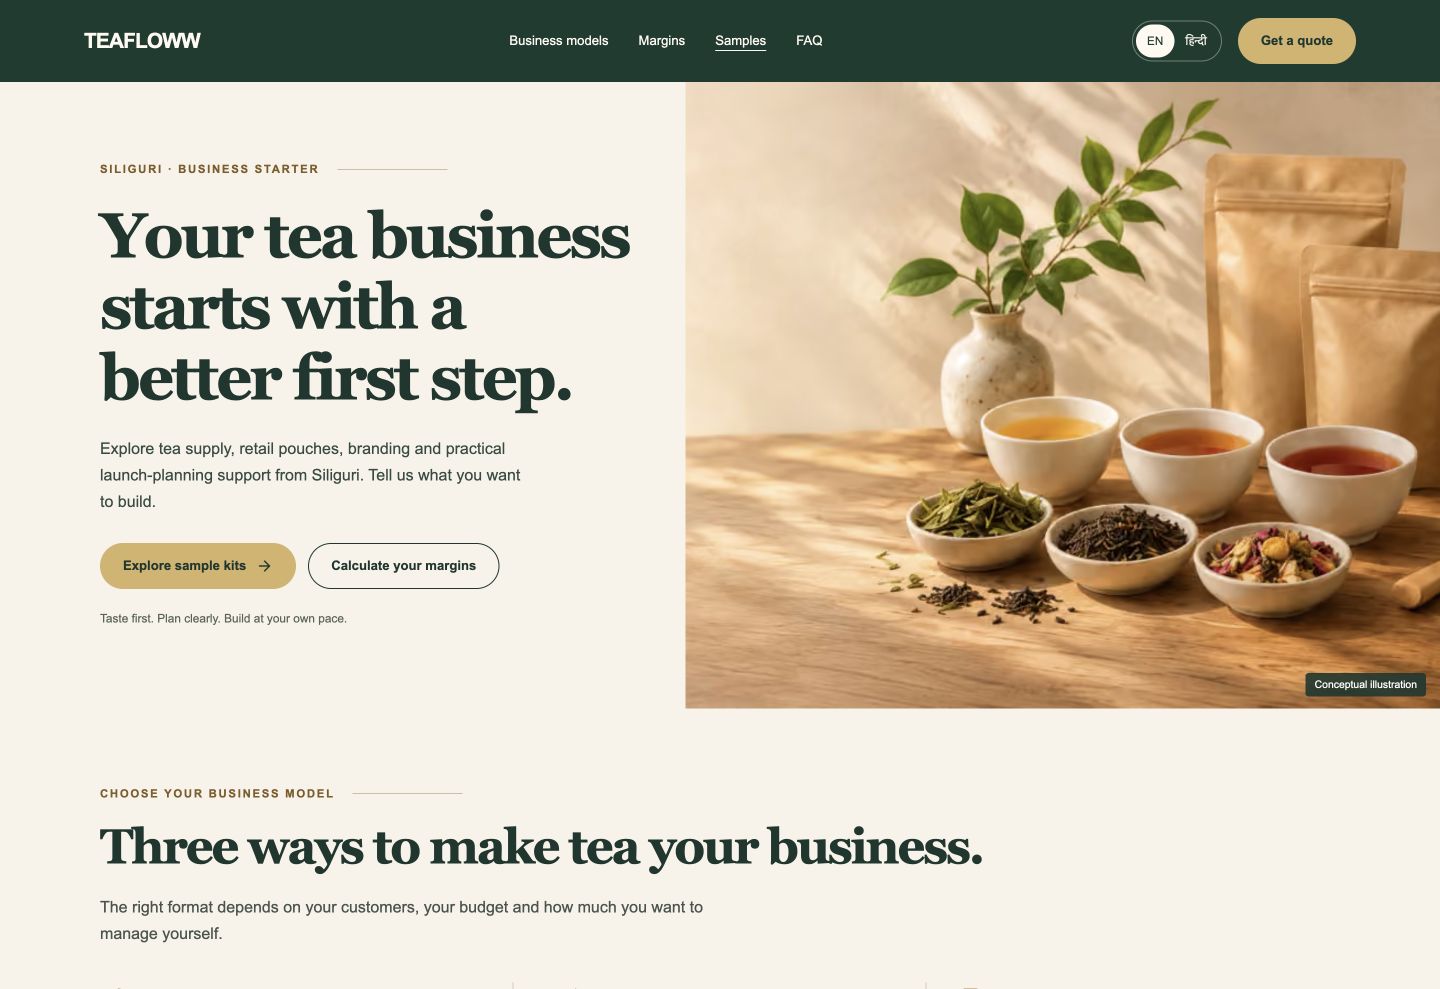 TEAFLOWW
Business models
Margins
Samples
FAQ
EN
हिन्दी
Get a quote
SILIGURI · BUSINESS STARTER
Your tea business
starts with a
better first step.
Explore tea supply, retail pouches, branding and practical
launch-planning support from Siliguri. Tell us what you want
to build.
Explore sample kits →
Calculate your margins
Taste first. Plan clearly. Build at your own pace.
Conceptual illustration
CHOOSE YOUR BUSINESS MODEL
Three ways to make tea your business.
The right format depends on your customers, your budget and how much you want to
manage yourself.